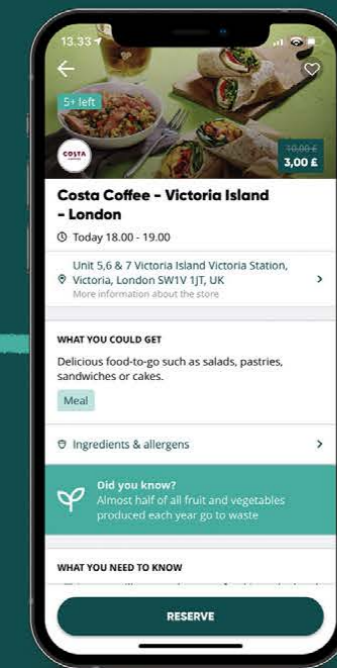 13.33
5+ left
COSTA
10,00 £
3,00 £
Costa Coffee - Victoria Island
- London
Today 18.00 - 19.00
Unit 5,6 & 7 Victoria Island Victoria Station,
Victoria, London SW1V 1JT, UK
More information about the store
WHAT YOU COULD GET
Delicious food-to-go such as salads, pastries,
sandwiches or cakes.
Meal
Ingredients & allergens
Did you know?
Almost half of all fruit and vegetables
produced each year go to waste
WHAT YOU NEED TO KNOW
RESERVE